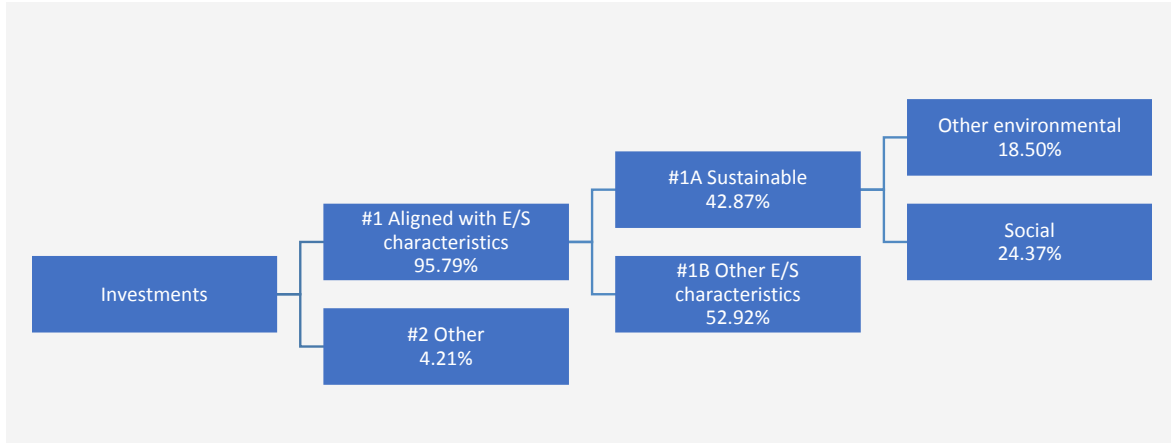 Investments
#1 Aligned with E/S
characteristics
95.79%
#2 Other
4.21%
#1A Sustainable
42.87%
#1B Other E/S
characteristics
52.92%
Other environmental
18.50%
Social
24.37%